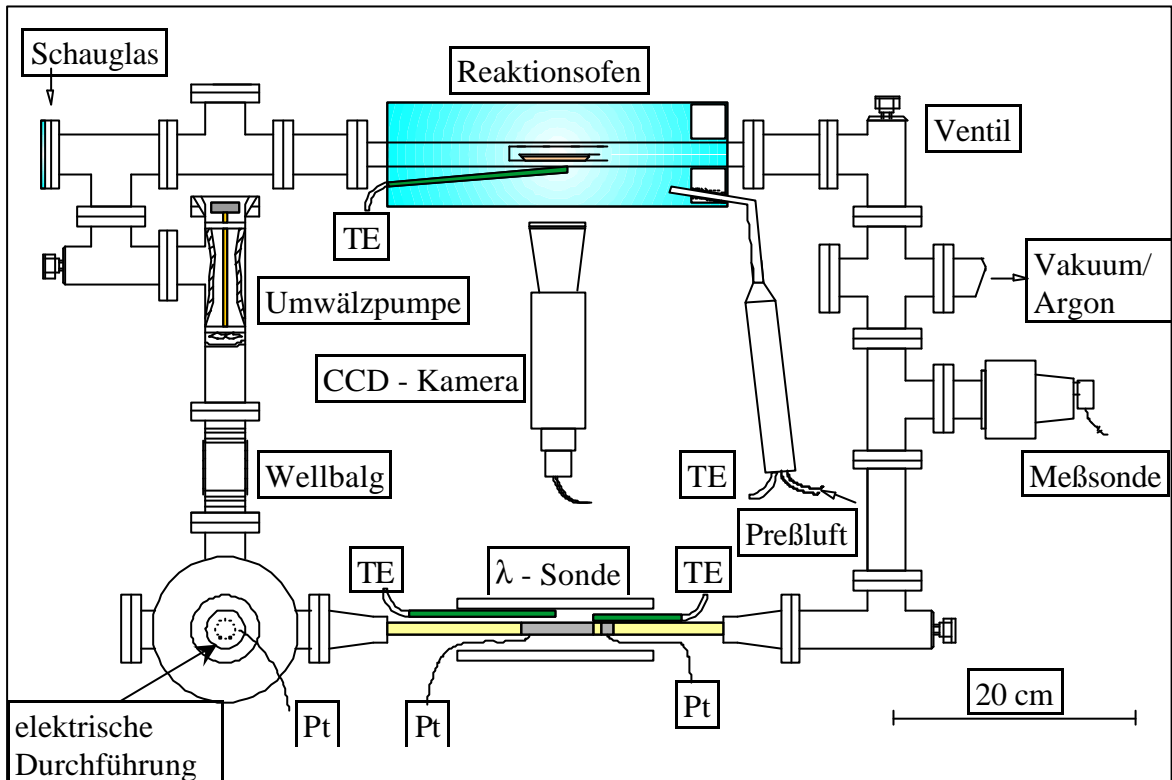 Schauglas
Reaktionsofen
Ventil
TE
Vakuum/
Argon
Umwälzpumpe
CCD - Kamera
Wellbalg
TE
Meßsonde
Preßluft
TE
λ - Sonde
TE
20 cm
Pt
Pt
Pt
elektrische
Durchführung